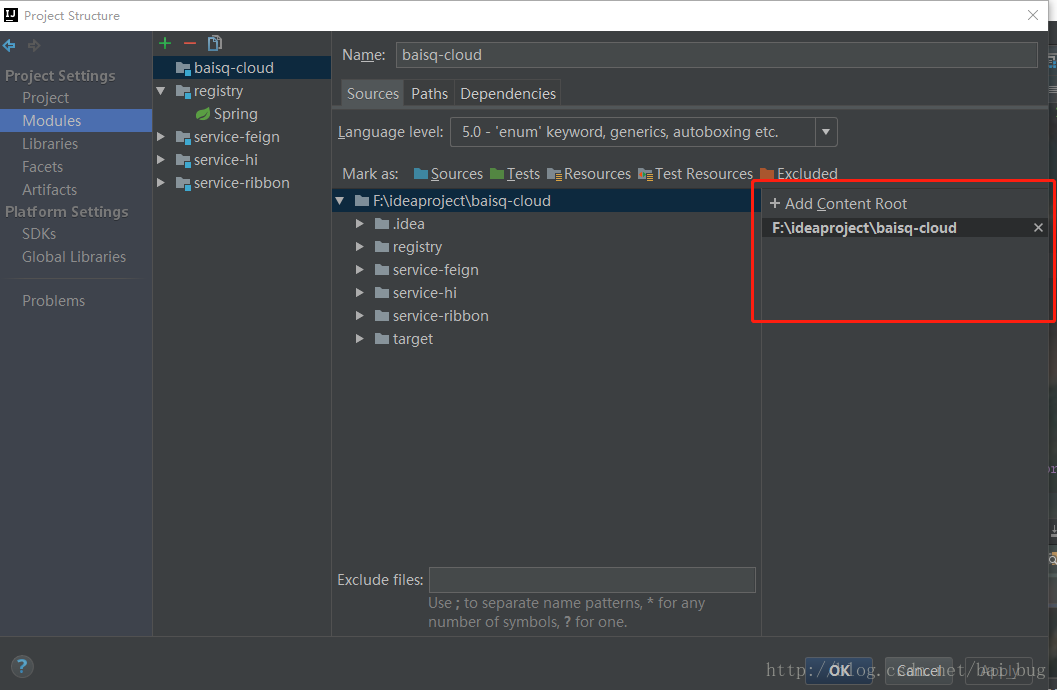 Project Structure
Project Settings
Project
Modules
Libraries
Facets
Artifacts
Platform Settings
SDKs
Global Libraries
Problems
baisq-cloud
registry
Spring
service-feign
service-hi
service-ribbon
Name: baisq-cloud
Sources Paths Dependencies
Language level: 5.0 - 'enum' keyword, generics, autoboxing etc.
Mark as: Sources Tests Resources Test Resources Excluded
F:\ideaproject\baisq-cloud
.idea
registry
service-feign
service-hi
service-ribbon
target
+ Add Content Root
F:\ideaproject\baisq-cloud
Exclude files:
Use ; to separate name patterns, * for any
number of symbols, ? for one.
?
OK Cancel Apply
http://blog.csdn.net/bai_bug